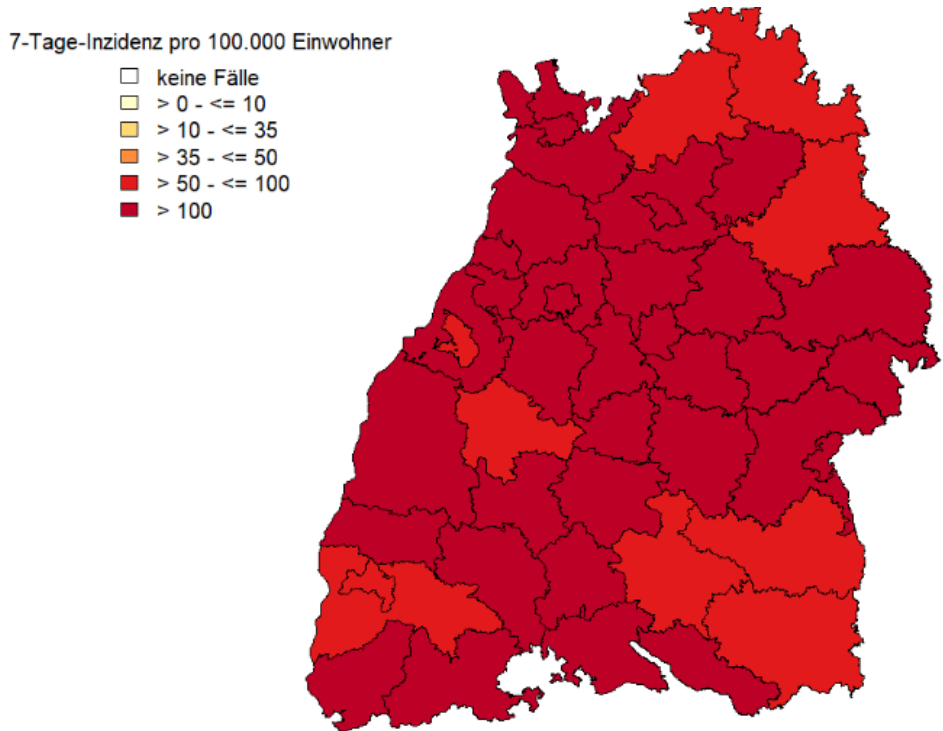 7-Tage-Inzidenz pro 100.000 Einwohner
keine Fälle
> 0 - <= 10
> 10 - <= 35
> 35 - <= 50
> 50 - <= 100
> 100